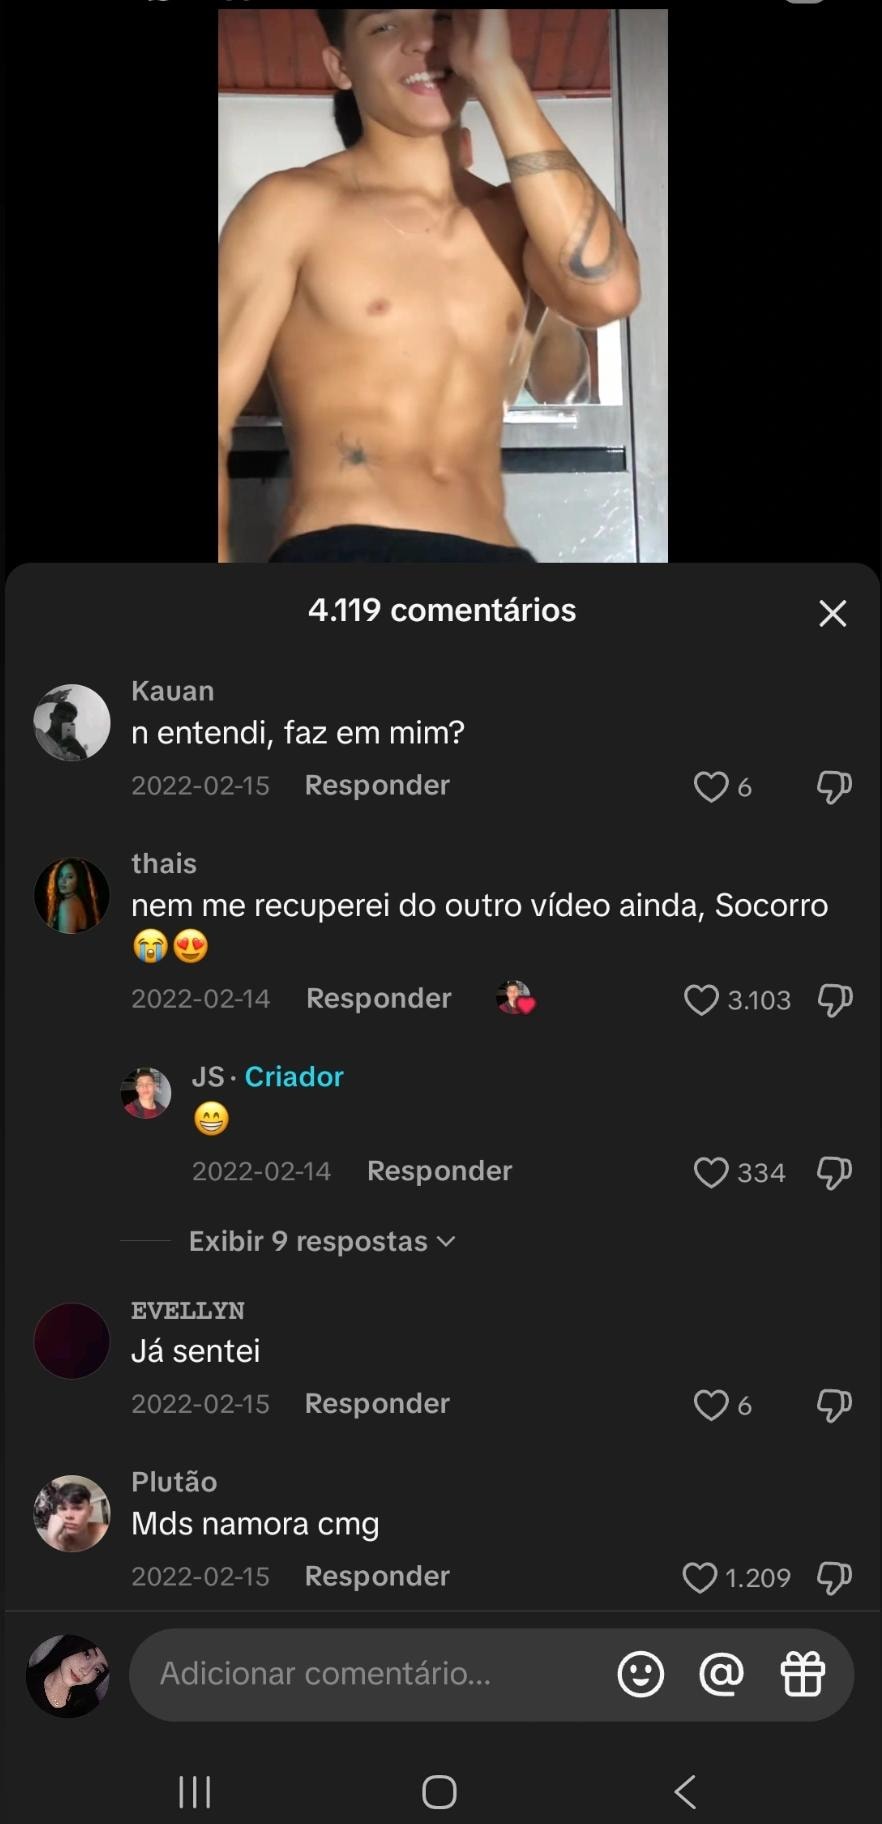 4.119 comentários
Kauan
n entendi, faz em mim?
2022-02-15 Responder 6
thais
nem me recuperei do outro vídeo ainda, Socorro
😭😍
2022-02-14 Responder 3.103
JS · Criador
😁
2022-02-14 Responder 334
Exibir 9 respostas
EVELLYN
Já sentei
2022-02-15 Responder 6
Plutão
Mds namora cmg
2022-02-15 Responder 1.209
Adicionar comentário...